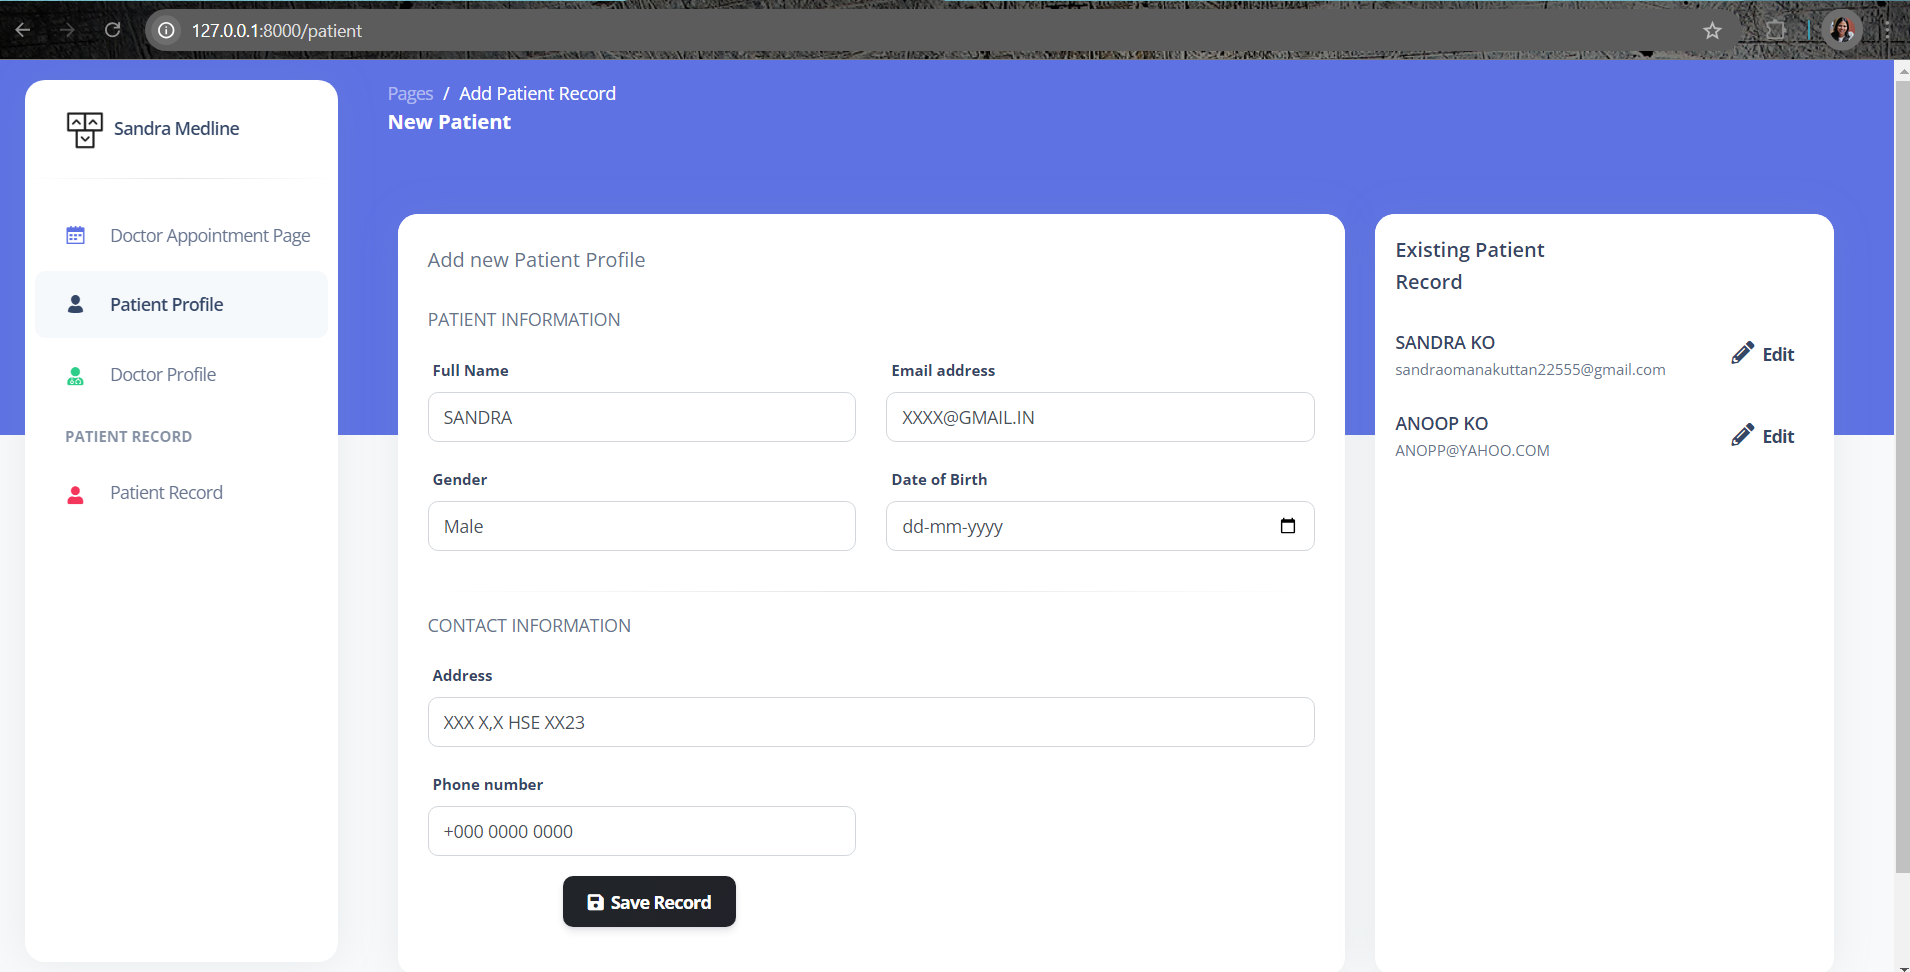 127.0.0.1:8000/patient
Sandra Medline
Doctor Appointment Page
Patient Profile
Doctor Profile
PATIENT RECORD
Patient Record
Pages / Add Patient Record
New Patient
Add new Patient Profile
PATIENT INFORMATION
Full Name Email address
SANDRA XXXX@GMAIL.IN
Gender Date of Birth
Male dd-mm-yyyy
CONTACT INFORMATION
Address
XXX X,X HSE XX23
Phone number
+000 0000 0000
Save Record
Existing Patient
Record
SANDRA KO
sandraomanakuttan22555@gmail.com
Edit
ANOOP KO
ANOPP@YAHOO.COM
Edit